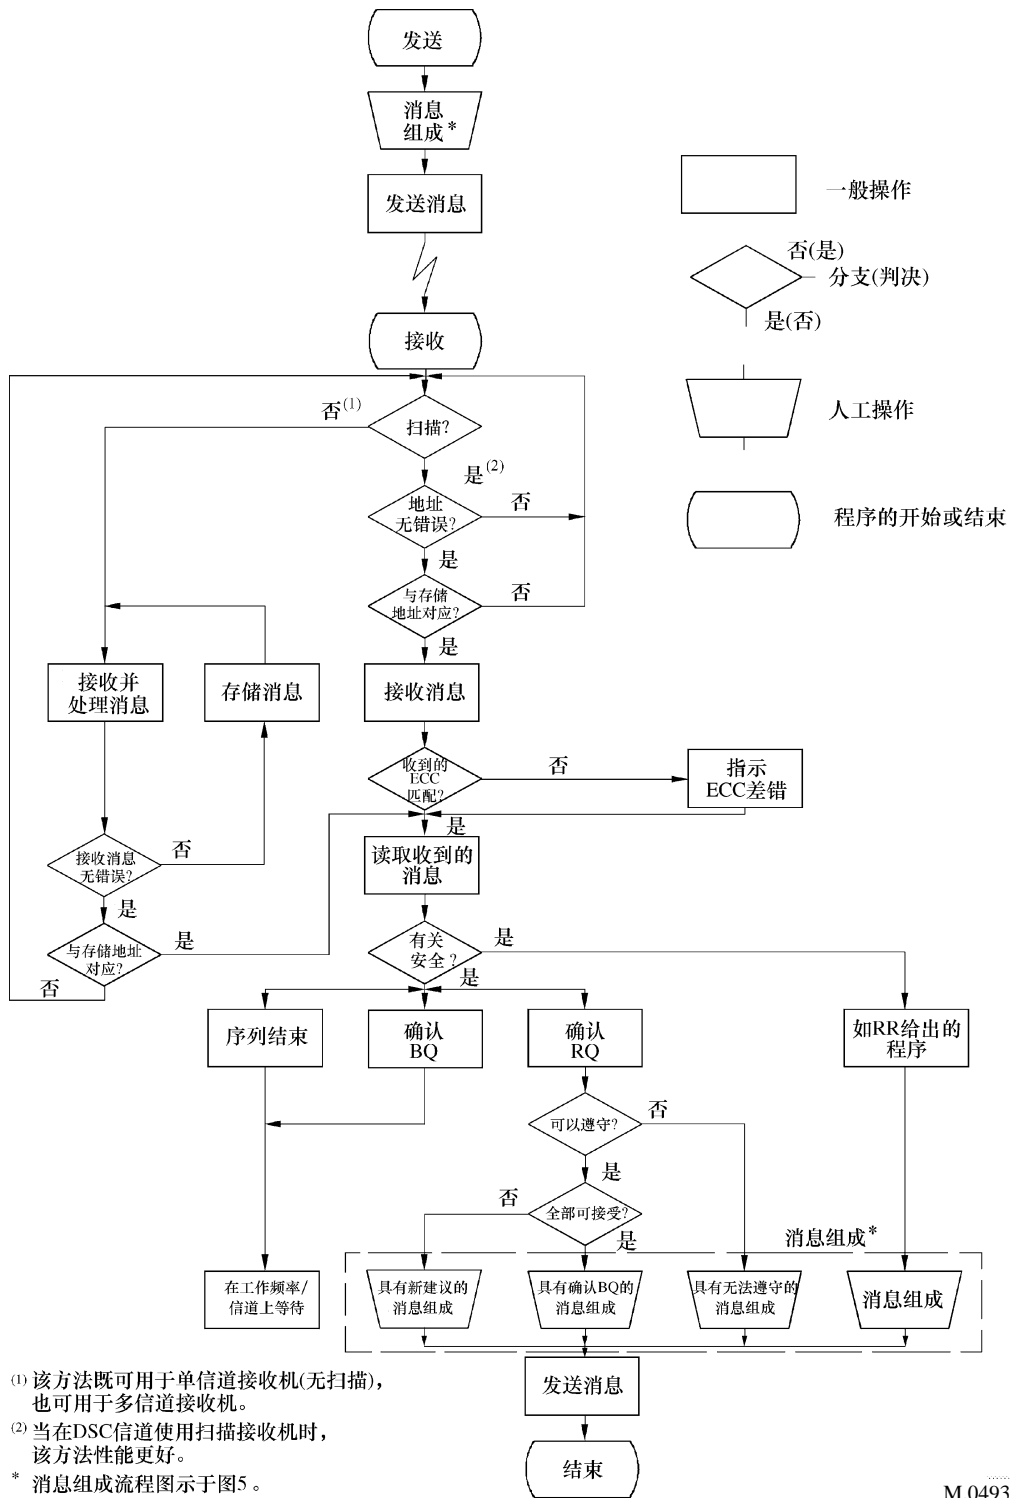 发送
消息
组成*
发送消息
一般操作
否(是)
分支(判决)
是(否)
人工操作
程序的开始或结束
接收
否(1)
扫描?
是(2)
地址
无错误?
否
是
与存储
地址对应?
否
是
接收并
处理消息
存储消息
接收消息
收到的
ECC
匹配?
否
指示
ECC差错
是
接收消息
无错误?
否
读取收到的
消息
是
与存储地址
对应?
是
否
有关
安全?
是
是
序列结束
确认
BQ
确认
RQ
如RR给出的
程序
可以遵守?
否
是
否
全部可接受?
是
消息组成*
在工作频率/
信道上等待
具有新建议的
消息组成
具有确认BQ的
消息组成
具有无法遵守的
消息组成
消息组成
发送消息
结束
(1) 该方法既可用于单信道接收机(无扫描)，
也可用于多信道接收机。
(2) 当在DSC信道使用扫描接收机时，
该方法性能更好。
* 消息组成流程图示于图5。
M.0493